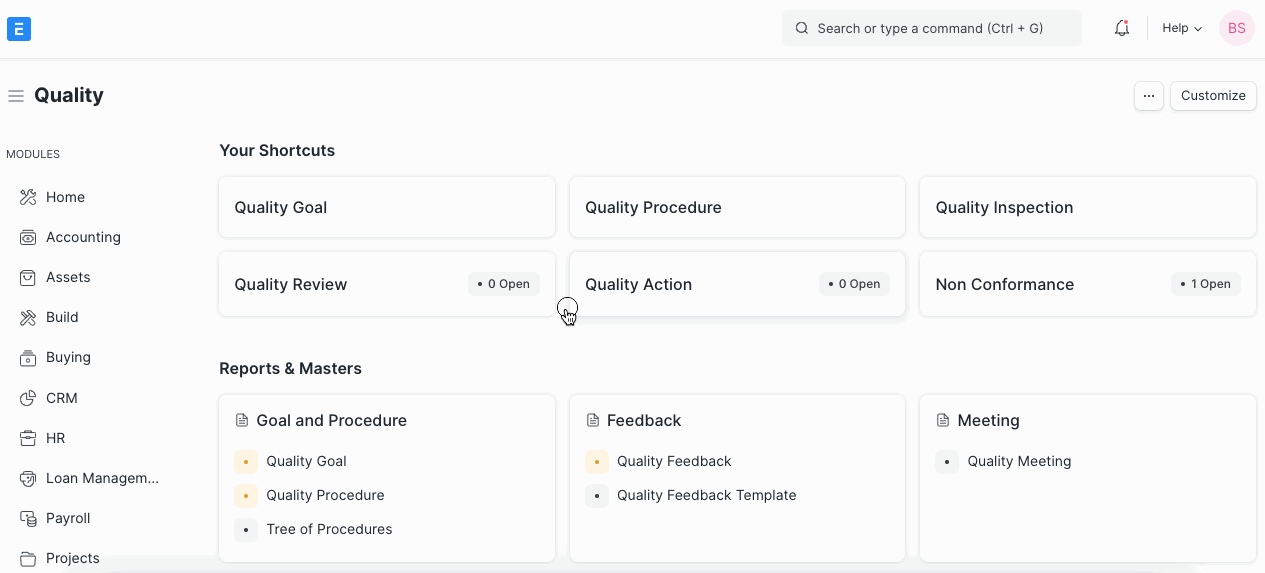 E
Search or type a command (Ctrl + G)
Help
BS
Quality
...
Customize
MODULES
Home
Accounting
Assets
Build
Buying
CRM
HR
Loan Managem...
Payroll
Projects
Your Shortcuts
Quality Goal
Quality Procedure
Quality Inspection
Quality Review
• 0 Open
Quality Action
• 0 Open
Non Conformance
• 1 Open
Reports & Masters
Goal and Procedure
Quality Goal
Quality Procedure
Tree of Procedures
Feedback
Quality Feedback
Quality Feedback Template
Meeting
Quality Meeting